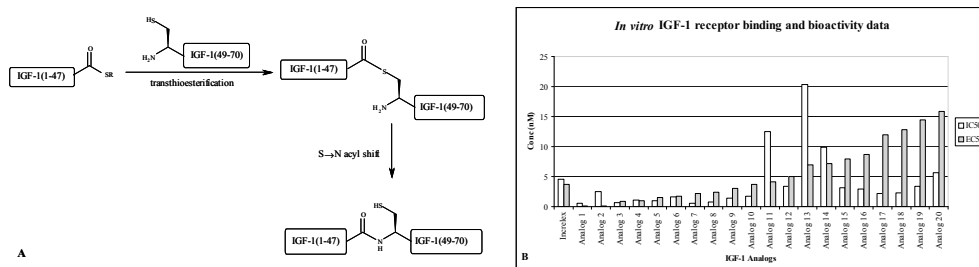 HS
O
H₂N
IGF-1(49-70)
IGF-1(1-47)
SR
transthioesterification
O
IGF-1(1-47)
S
H₂N
IGF-1(49-70)
S→N acyl shift
HS
O
IGF-1(1-47)
N
H
IGF-1(49-70)
A
In vitro IGF-1 receptor binding and bioactivity data
Conc (nM)
25
20
15
10
5
0
IC50
EC5
Increlex
Analog 1
Analog 2
Analog 3
Analog 4
Analog 5
Analog 6
Analog 7
Analog 8
Analog 9
Analog 10
Analog 11
Analog 12
Analog 13
Analog 14
Analog 15
Analog 16
Analog 17
Analog 18
Analog 19
Analog 20
IGF-1 Analogs
B